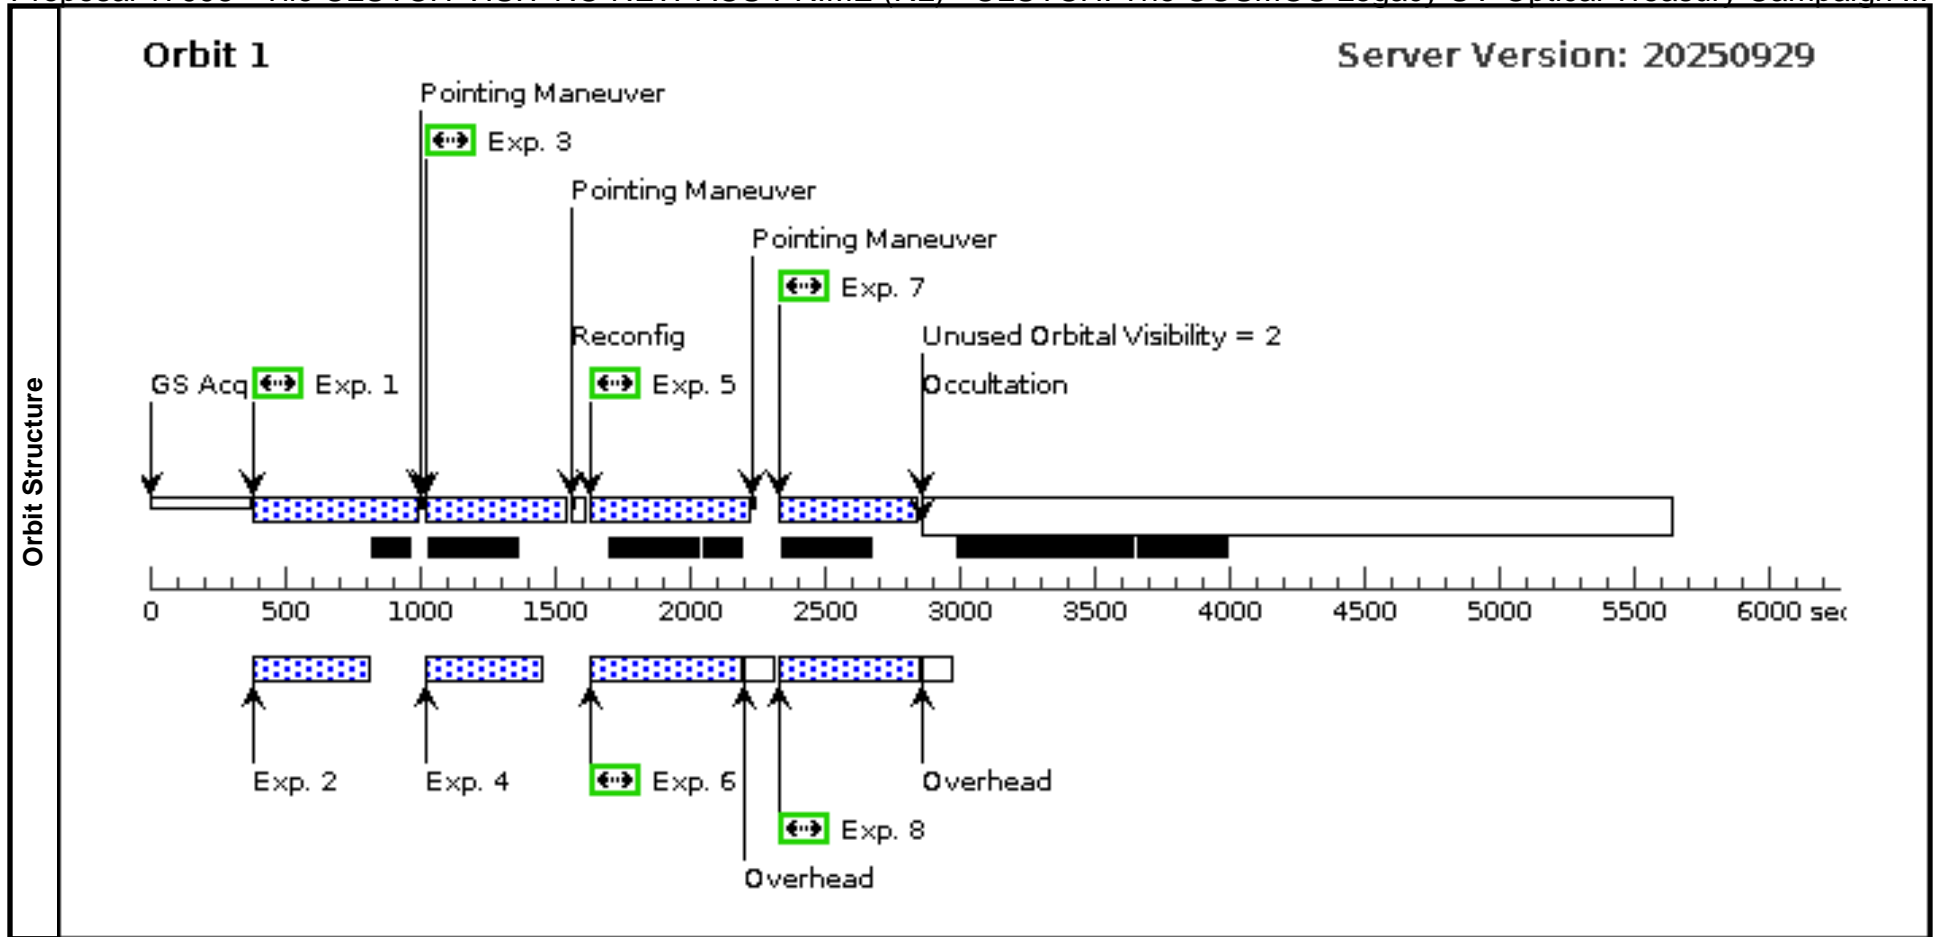 Orbit 1
Server Version: 20250929
Pointing Maneuver
Exp. 3
Pointing Maneuver
Pointing Maneuver
Exp. 7
Reconfig
Unused Orbital Visibility = 2
GS Acq
Exp. 1
Exp. 5
Occultation
Orbit Structure
0 500 1000 1500 2000 2500 3000 3500 4000 4500 5000 5500 6000
Exp. 2
Exp. 4
Exp. 6
Overhead
Exp. 8
Overhead